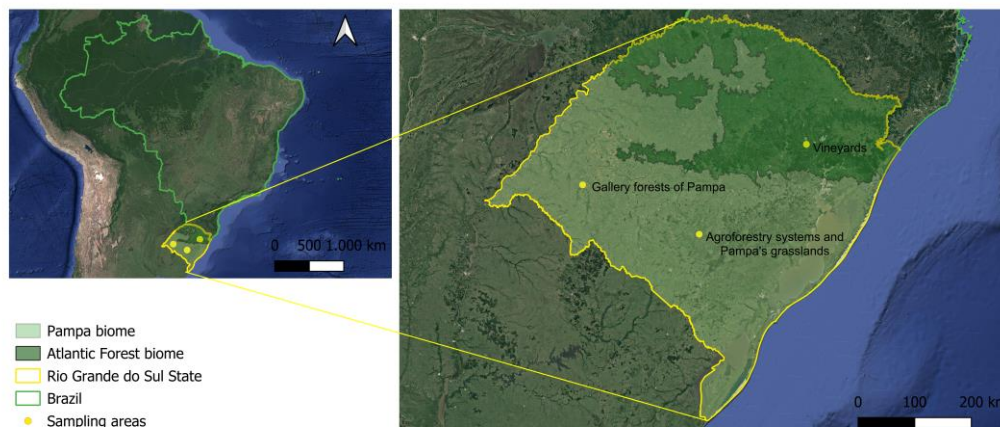 0 500 1.000 km
Vineyards
Gallery forests of Pampa
Agroforestry systems and
Pampa's grasslands
Pampa biome
Atlantic Forest biome
Rio Grande do Sul State
Brazil
Sampling areas
0 100 200 km